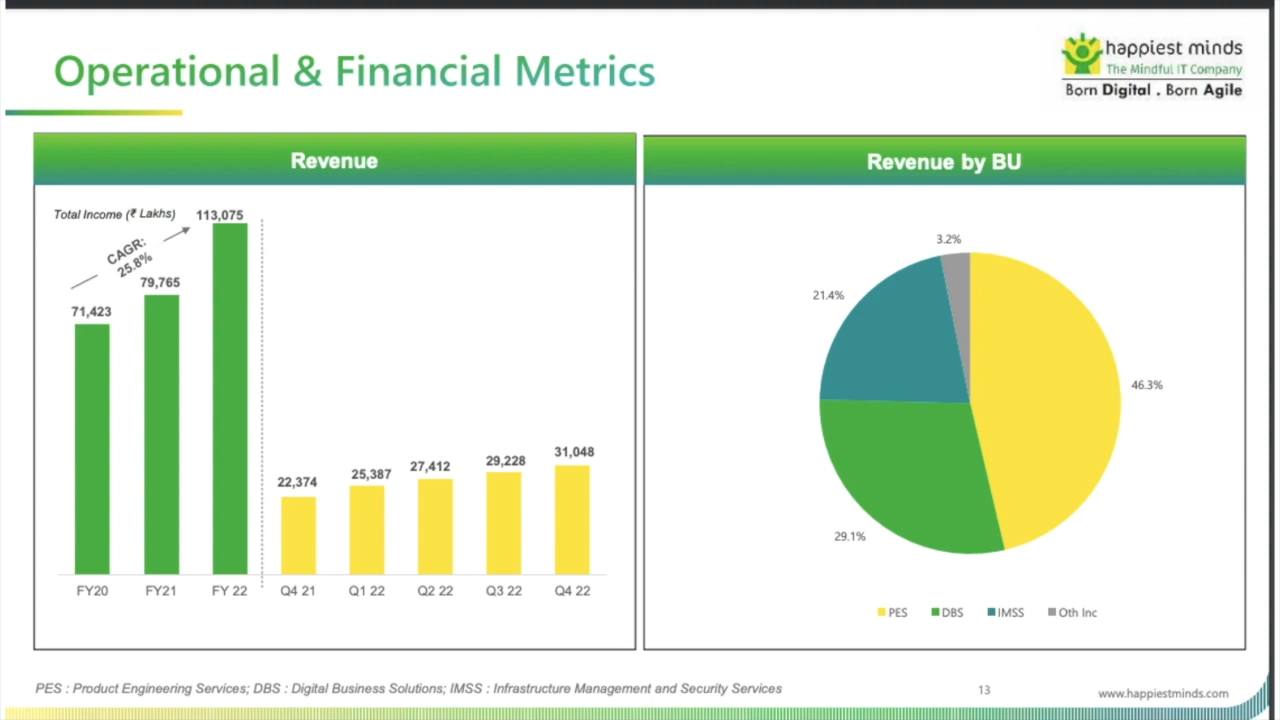 Operational & Financial Metrics
happiest minds
The Mindful IT Company
Born Digital . Born Agile
Revenue
Total Income (₹ Lakhs)
CAGR:
25.8%
71,423
79,765
113,075
22,374
25,387
27,412
29,228
31,048
FY20
FY21
FY 22
Q4 21
Q1 22
Q2 22
Q3 22
Q4 22
Revenue by BU
3.2%
21.4%
46.3%
29.1%
PES
DBS
IMSS
Oth Inc
PES : Product Engineering Services; DBS : Digital Business Solutions; IMSS : Infrastructure Management and Security Services
13
www.happiestminds.com